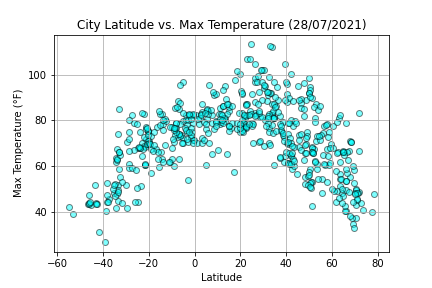 City Latitude vs. Max Temperature (28/07/2021)
Max Temperature (°F)
100
80
60
40
−60 −40 −20 0 20 40 60 80
Latitude